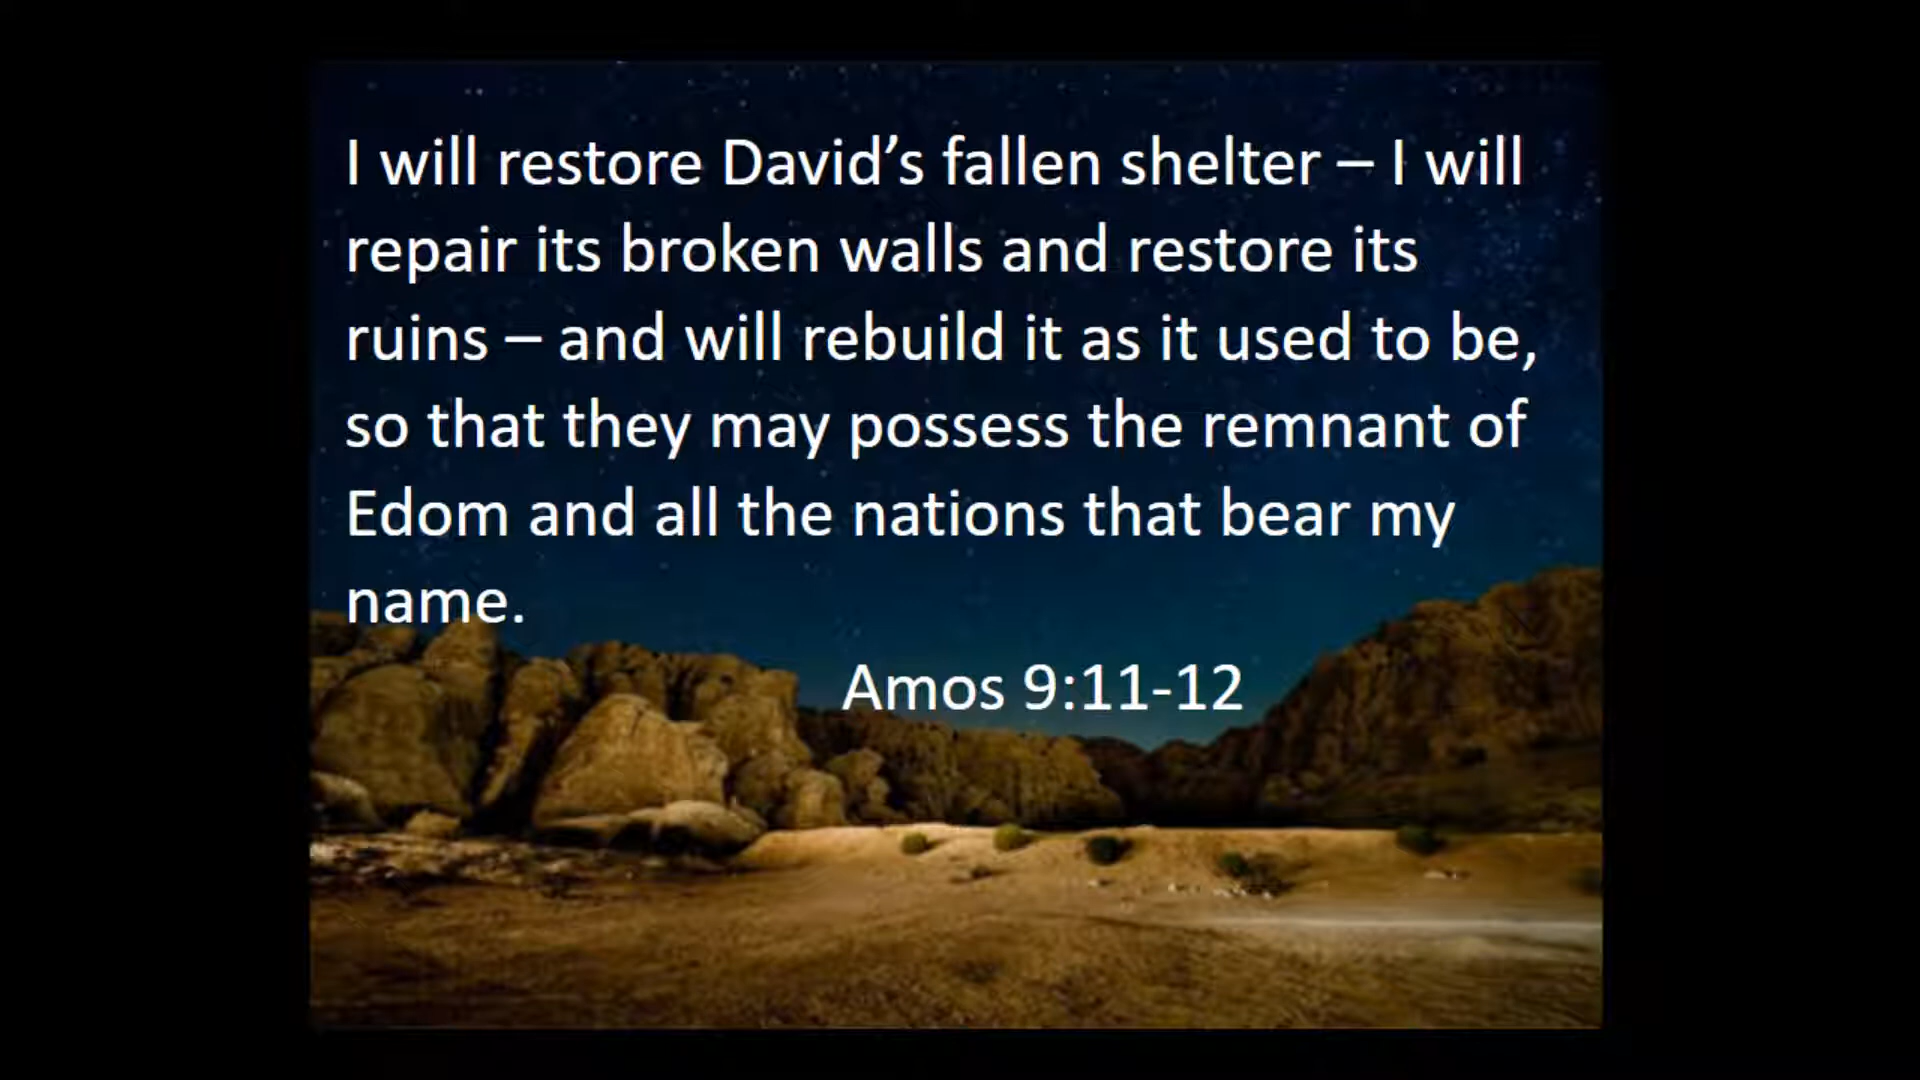 I will restore David’s fallen shelter – I will
repair its broken walls and restore its
ruins – and will rebuild it as it used to be,
so that they may possess the remnant of
Edom and all the nations that bear my
name.
Amos 9:11-12